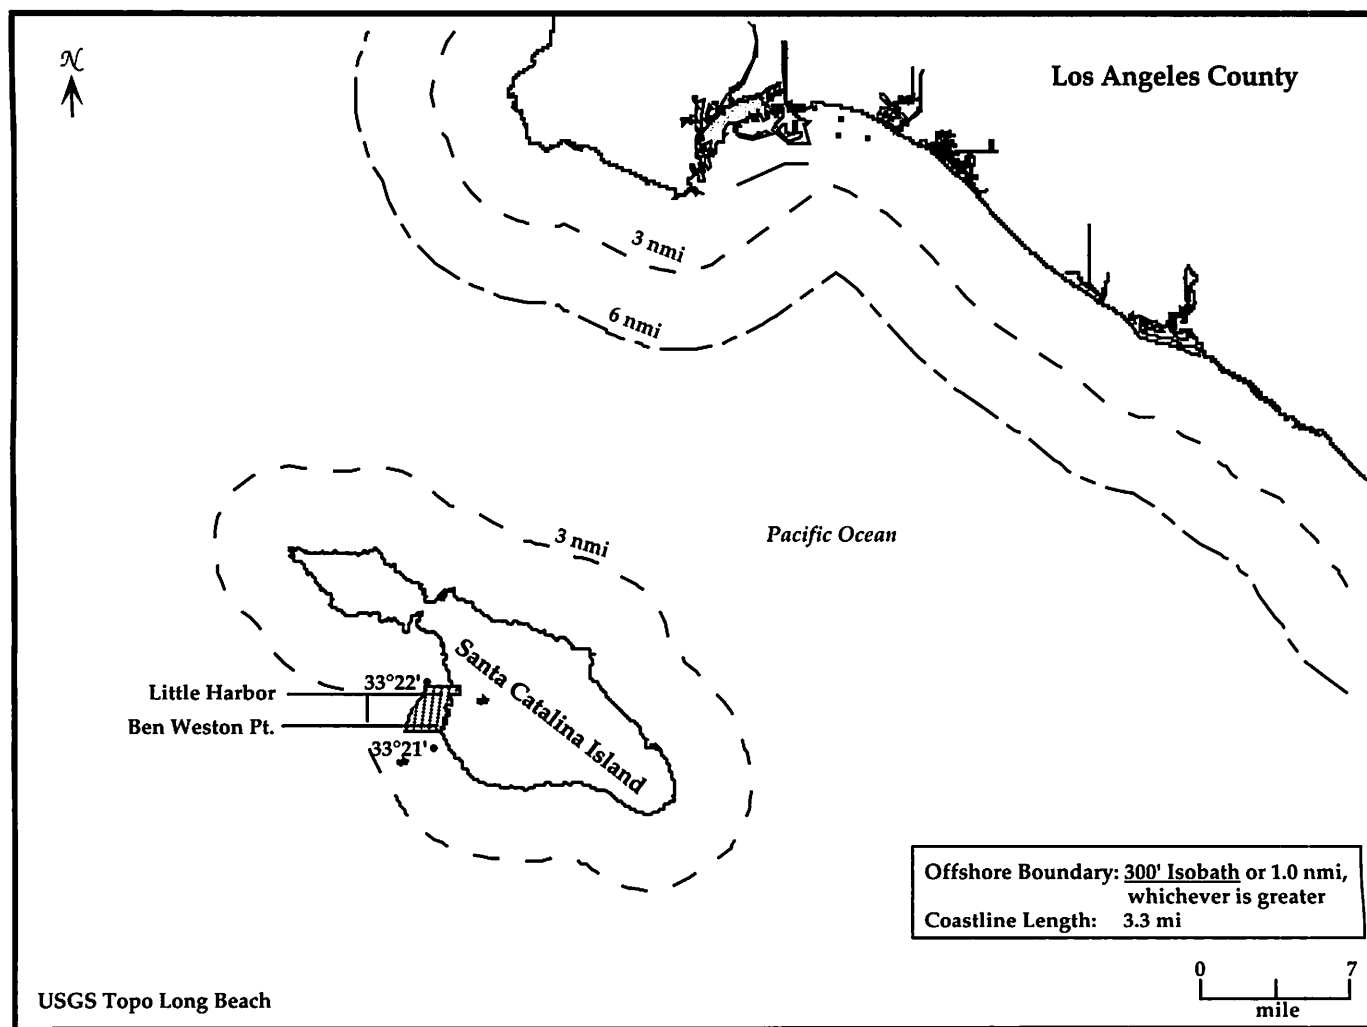 N
Los Angeles County
3 nmi
6 nmi
Pacific Ocean
3 nmi
Santa Catalina Island
33°22'
Little Harbor
Ben Weston Pt.
33°21'
Offshore Boundary: 300' Isobath or 1.0 nmi,
whichever is greater
Coastline Length: 3.3 mi
0 7
mile
USGS Topo Long Beach